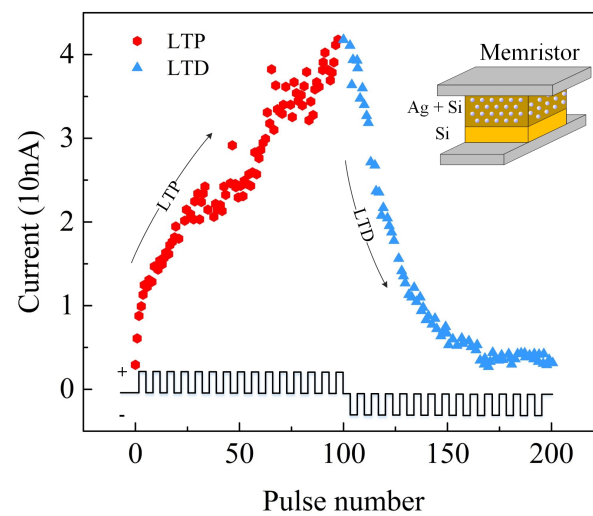 LTP
LTD
Memristor
Ag + Si
Si
LTP
LTD
Current (10nA)
4
3
2
1
0
+
-
0
50
100
150
200
Pulse number